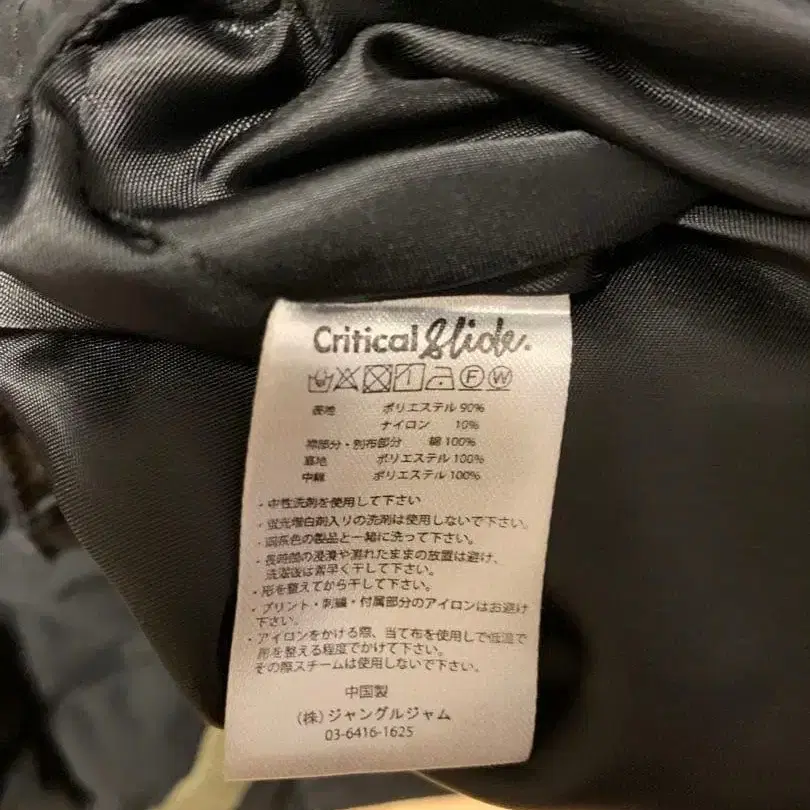 Critical Slide.
F W
表地 ポリエステル 90%
ナイロン 10%
襟部分・別布部分 綿 100%
裏地 ポリエステル 100%
中綿 ポリエステル 100%
・中性洗剤を使用して下さい
・蛍光増白剤入りの洗剤は使用しないで下さい。
・同系色の製品と一緒に洗って下さい。
・長時間の浸漬や濡れたままの放置は避け、
洗濯後は素早く干して下さい。
・形を整えてから干して下さい。
・プリント・刺繍・付属部分のアイロンはお避け
下さい。
・アイロンをかける際、当て布を使用して低温で
形を整える程度でかけて下さい。
その際スチームは使用しないで下さい。
中国製
(株)ジャングルジャム
03-6416-1625